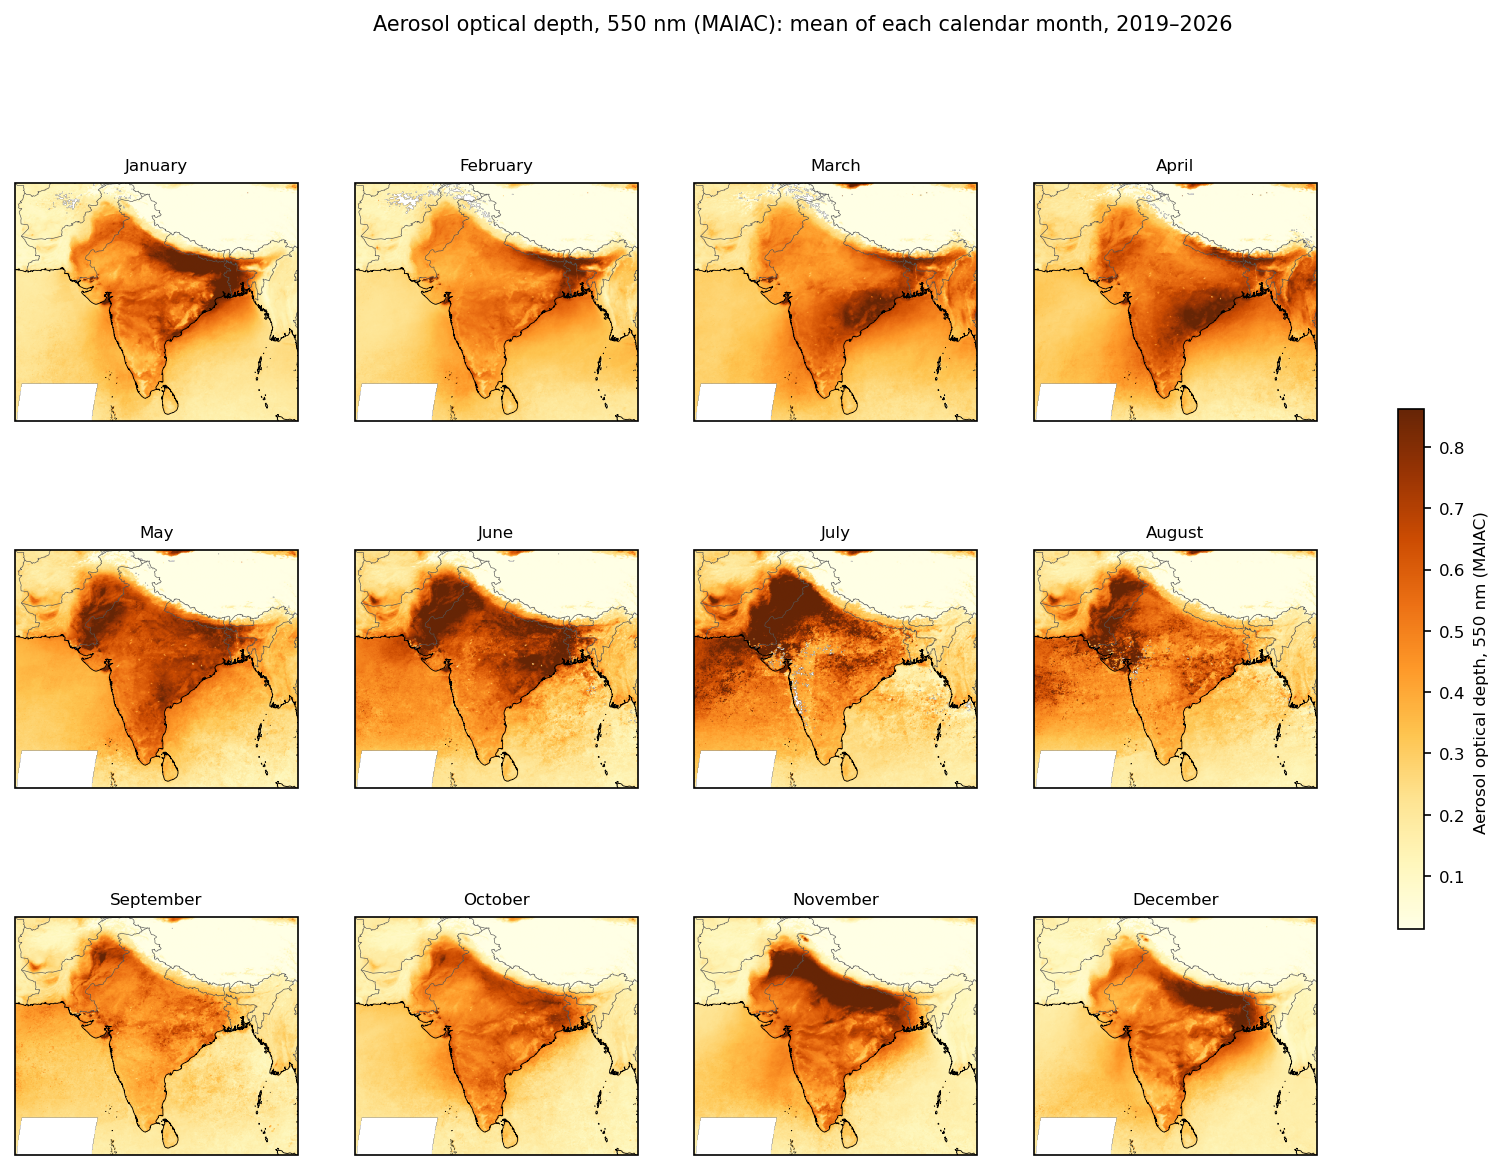 Aerosol optical depth, 550 nm (MAIAC): mean of each calendar month, 2019–2026
January
February
March
April
May
June
July
August
September
October
November
December
0.8
0.7
0.6
0.5
0.4
0.3
0.2
0.1
Aerosol optical depth, 550 nm (MAIAC)